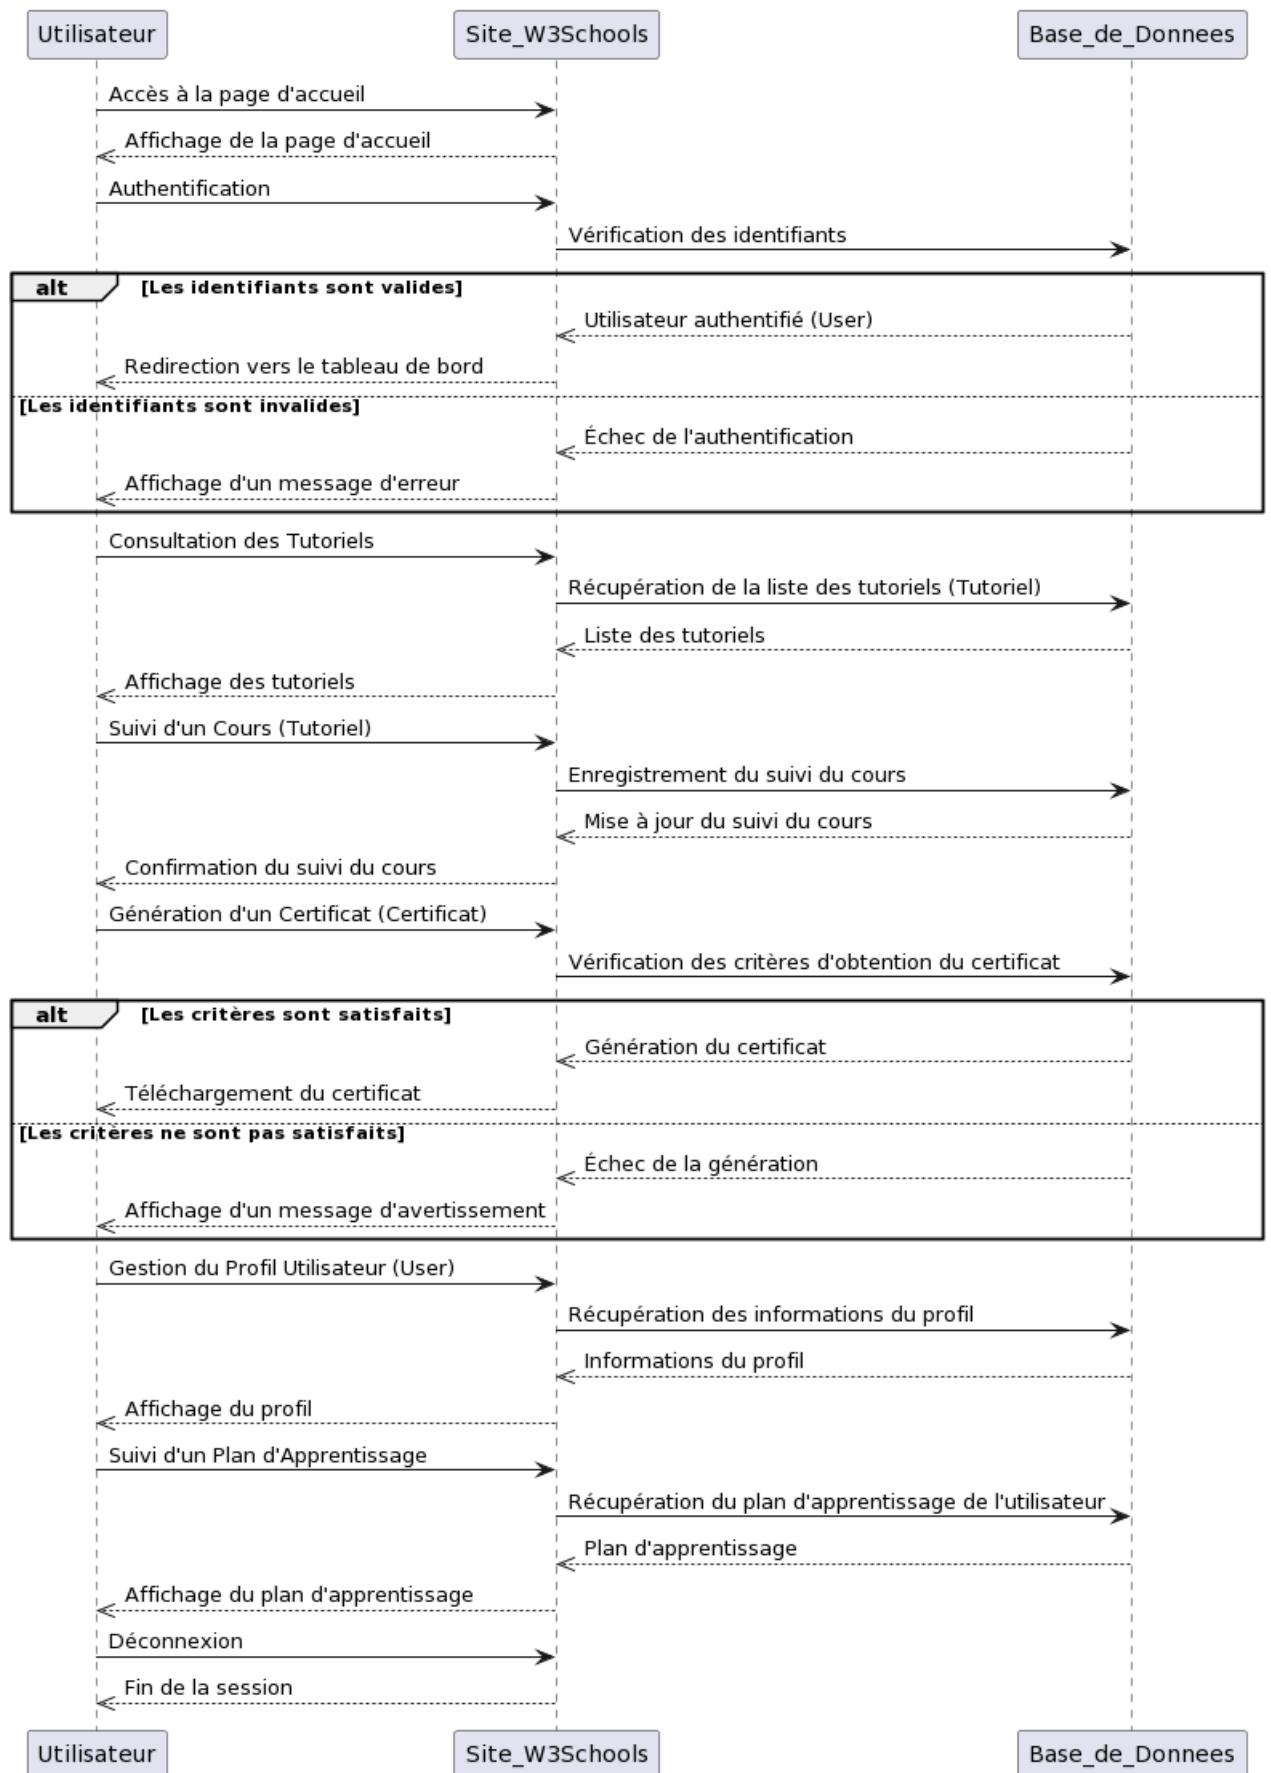 Utilisateur
Site_W3Schools
Base_de_Donnees
Accès à la page d'accueil
Affichage de la page d'accueil
Authentification
Vérification des identifiants
alt
[Les identifiants sont valides]
Utilisateur authentifié (User)
Redirection vers le tableau de bord
[Les identifiants sont invalides]
Échec de l'authentification
Affichage d'un message d'erreur
Consultation des Tutoriels
Récupération de la liste des tutoriels (Tutoriel)
Liste des tutoriels
Affichage des tutoriels
Suivi d'un Cours (Tutoriel)
Enregistrement du suivi du cours
Mise à jour du suivi du cours
Confirmation du suivi du cours
Génération d'un Certificat (Certificat)
Vérification des critères d'obtention du certificat
alt
[Les critères sont satisfaits]
Génération du certificat
Téléchargement du certificat
[Les critères ne sont pas satisfaits]
Échec de la génération
Affichage d'un message d'avertissement
Gestion du Profil Utilisateur (User)
Récupération des informations du profil
Informations du profil
Affichage du profil
Suivi d'un Plan d'Apprentissage
Récupération du plan d'apprentissage de l'utilisateur
Plan d'apprentissage
Affichage du plan d'apprentissage
Déconnexion
Fin de la session
Utilisateur
Site_W3Schools
Base_de_Donnees